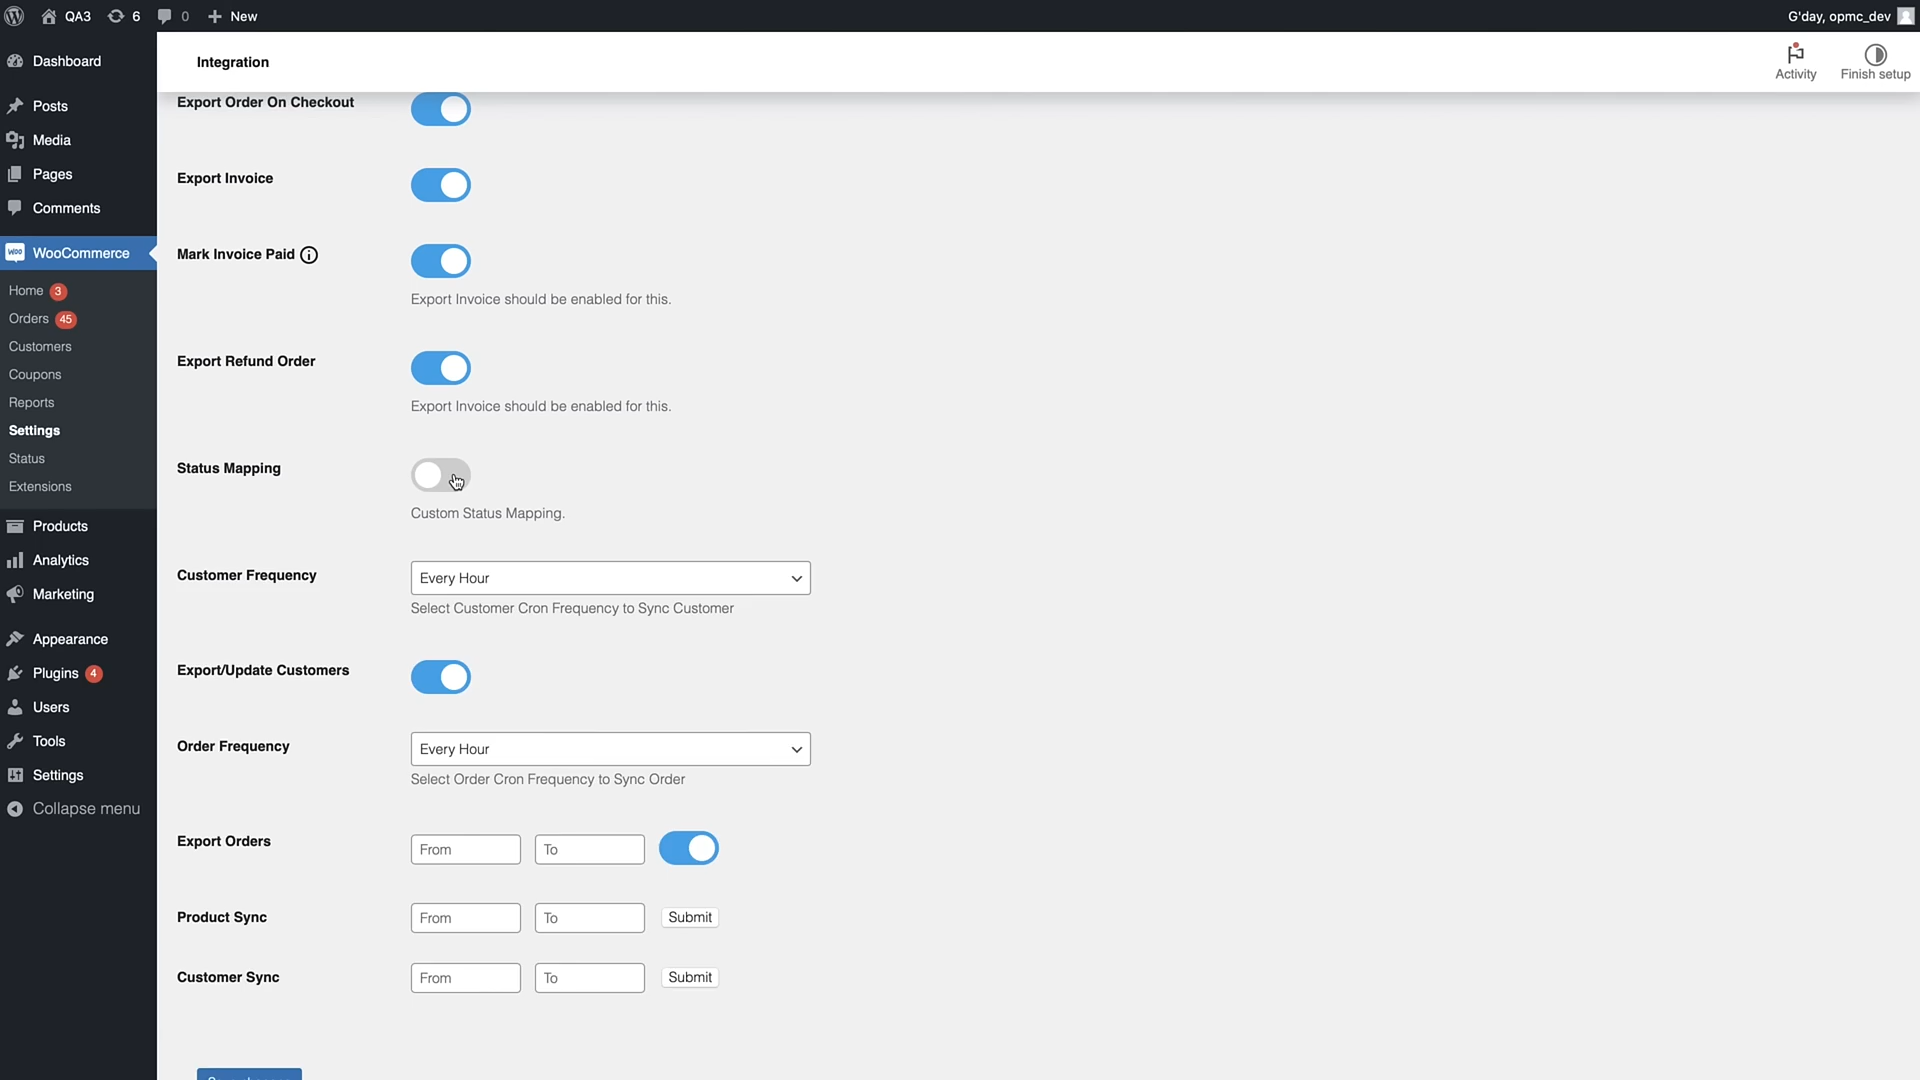 QA3
6
0
New
G'day, opmc_dev
Integration
Activity
Finish setup
Dashboard
Posts
Media
Pages
Comments
WooCommerce
Home 3
Orders 45
Customers
Coupons
Reports
Settings
Status
Extensions
Products
Analytics
Marketing
Appearance
Plugins 4
Users
Tools
Settings
Collapse menu
Export Order On Checkout
Export Invoice
Mark Invoice Paid
Export Invoice should be enabled for this.
Export Refund Order
Export Invoice should be enabled for this.
Status Mapping
Custom Status Mapping.
Customer Frequency
Every Hour
Select Customer Cron Frequency to Sync Customer
Export/Update Customers
Order Frequency
Every Hour
Select Order Cron Frequency to Sync Order
Export Orders
From
To
Product Sync
From
To
Submit
Customer Sync
From
To
Submit